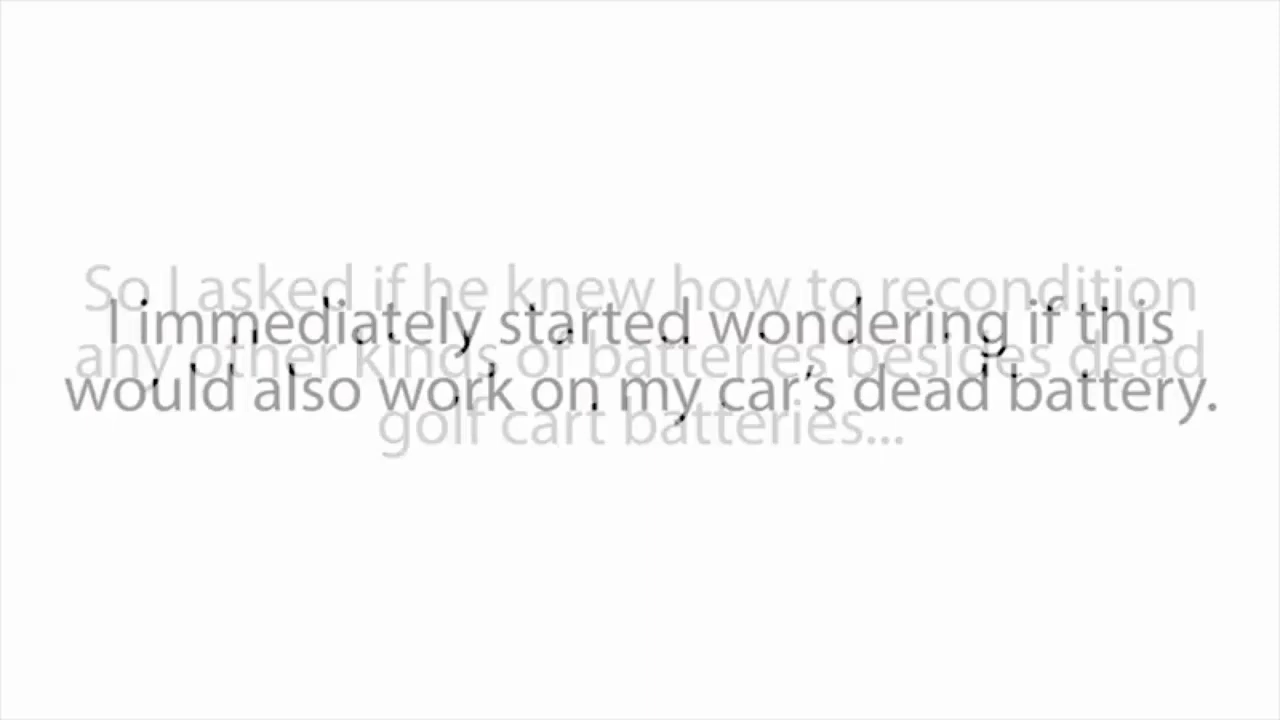 So I asked if he knew how to recondition
I immediately started wondering if this
any other kinds of batteries besides dead
would also work on my car’s dead battery.
golf cart batteries...